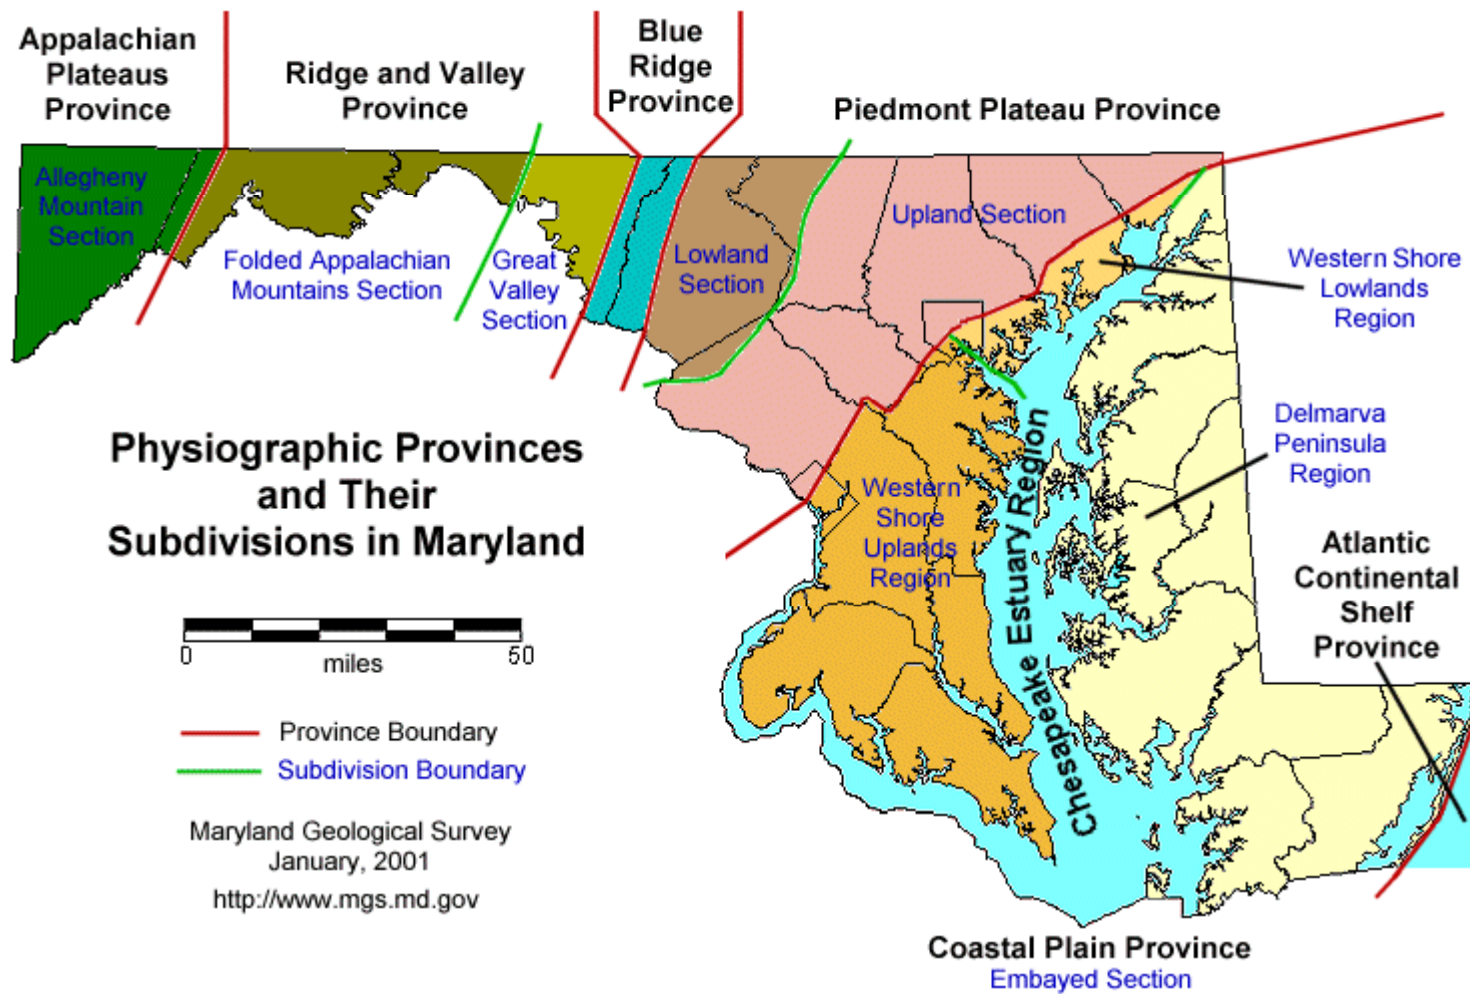 Appalachian
Plateaus
Province
Ridge and Valley
Province
Blue
Ridge
Province
Piedmont Plateau Province
Allegheny
Mountain
Section
Folded Appalachian
Mountains Section
Great
Valley
Section
Lowland
Section
Upland Section
Western Shore
Lowlands
Region
Delmarva
Peninsula
Region
Western
Shore
Uplands
Region
Chesapeake Estuary Region
Atlantic
Continental
Shelf
Province
Physiographic Provinces
and Their
Subdivisions in Maryland
0 50
miles
Province Boundary
Subdivision Boundary
Maryland Geological Survey
January, 2001
http://www.mgs.md.gov
Coastal Plain Province
Embayed Section